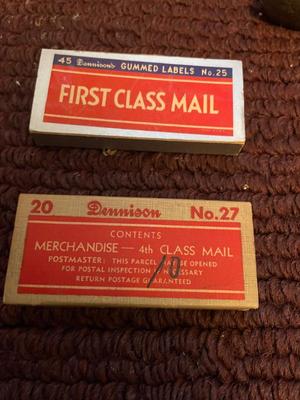 45 Dennison's GUMMED LABELS No. 25
FIRST CLASS MAIL
20 Dennison No. 27
CONTENTS
MERCHANDISE — 4th CLASS MAIL
POSTMASTER: THIS PARCEL MAY BE OPENED
FOR POSTAL INSPECTION IF NECESSARY
RETURN POSTAGE GUARANTEED
10